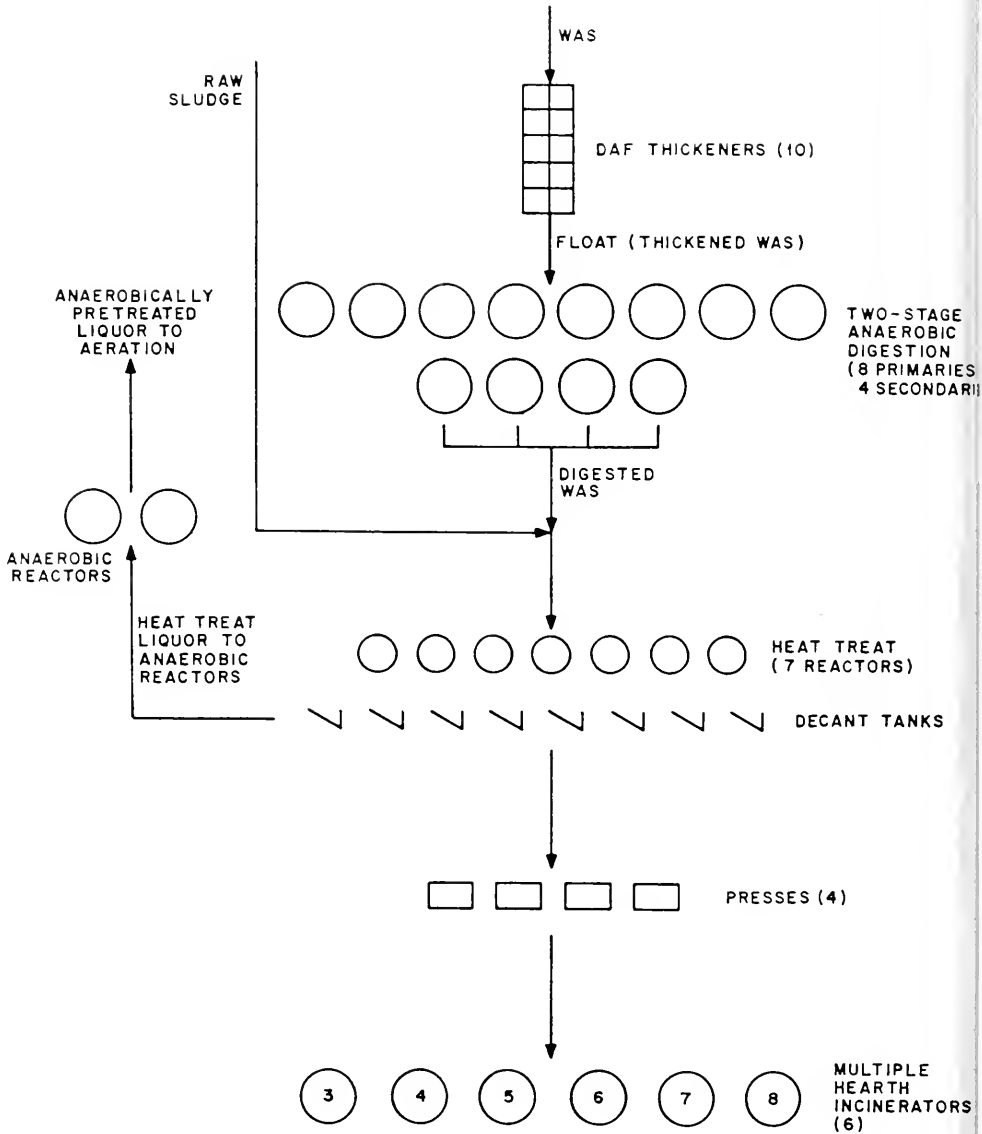 WAS
RAW
SLUDGE
DAF THICKENERS (10)
FLOAT (THICKENED WAS)
ANAEROBICALLY
PRETREATED
LIQUOR TO
AERATION
TWO-STAGE
ANAEROBIC
DIGESTION
(8 PRIMARIES
4
DIGESTED
WAS
ANAEROBIC
REACTORS
HEAT TREAT
LIQUOR TO
ANAEROBIC
REACTORS
HEAT TREAT
(7 REACTORS)
DECANT TANKS
PRESSES (4)
3 4 5 6 7 8
MULTIPLE
HEARTH
INCINERATORS
(6)